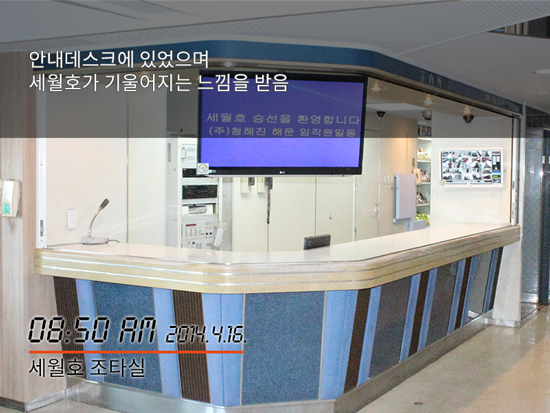 안내데스크에 있었으며
세월호가 기울어지는 느낌을 받음
세월호 승선을 환영합니다
(주)청해진 해운 임직원일동
08:50 AM 2014.4.16.
세월호 조타실